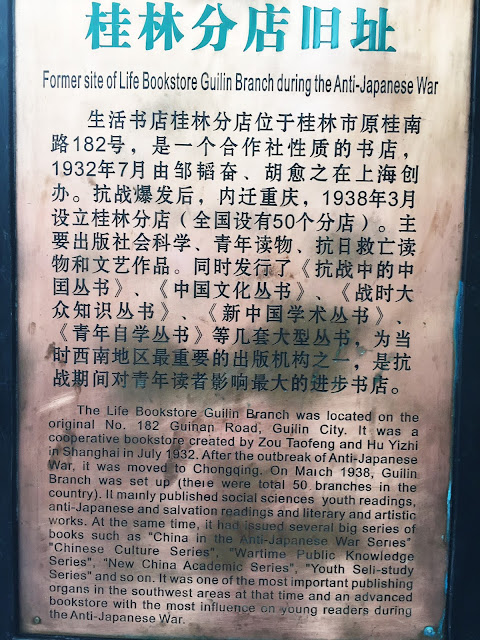 桂林分店旧址
Former site of Life Bookstore Guilin Branch during the Anti-Japanese War
生活书店桂林分店位于桂林市原桂南
路182号，是一个合作社性质的书店，
1932年7月由邹韬奋、胡愈之在上海创
办。抗战爆发后，内迁重庆，1938年3月
设立桂林分店（全国设有50个分店）。主
要出版社会科学、青年读物、抗日救亡读
物和文艺作品。同时发行了《抗战中的中
国丛书》、《中国文化丛书》、《战时大
众知识丛书》、《新中国学术丛书》、
《青年自学丛书》等几套大型丛书，为当
时西南地区最重要的出版机构之一，是抗
战期间对青年读者影响最大的进步书店。
The Life Bookstore Guilin Branch was located on the
original No. 182 Guinan Road, Guilin City. It was a
cooperative bookstore created by Zou Taofeng and Hu Yizhi
in Shanghai in July 1932. After the outbreak of Anti-Japanese
War, it was moved to Chongqing. On March 1938, Guilin
Branch was set up (there were total 50 branches in the
country). It mainly published social sciences youth readings,
anti-Japanese and salvation readings and literary and artistic
works. At the same time, it had issued several big series of
books such as "China in the Anti-Japanese War Series"
"Chinese Culture Series", "Wartime Public Knowledge
Series", "New China Academic Series", "Youth Seli-study
Series" and so on. It was one of the most important publishing
organs in the southwest areas at that time and an advanced
bookstore with the most influence on young readers during
the Anti-Japanese War.